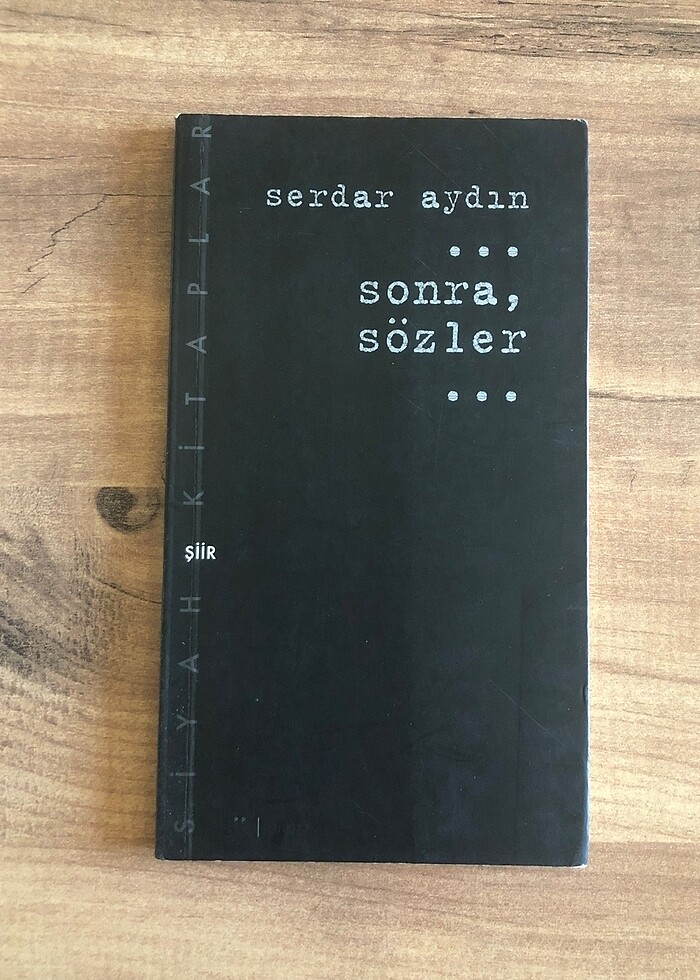 serdar aydın
...
sonra,
sözler
...
ŞİİR
SİYAH KİTAPLAR